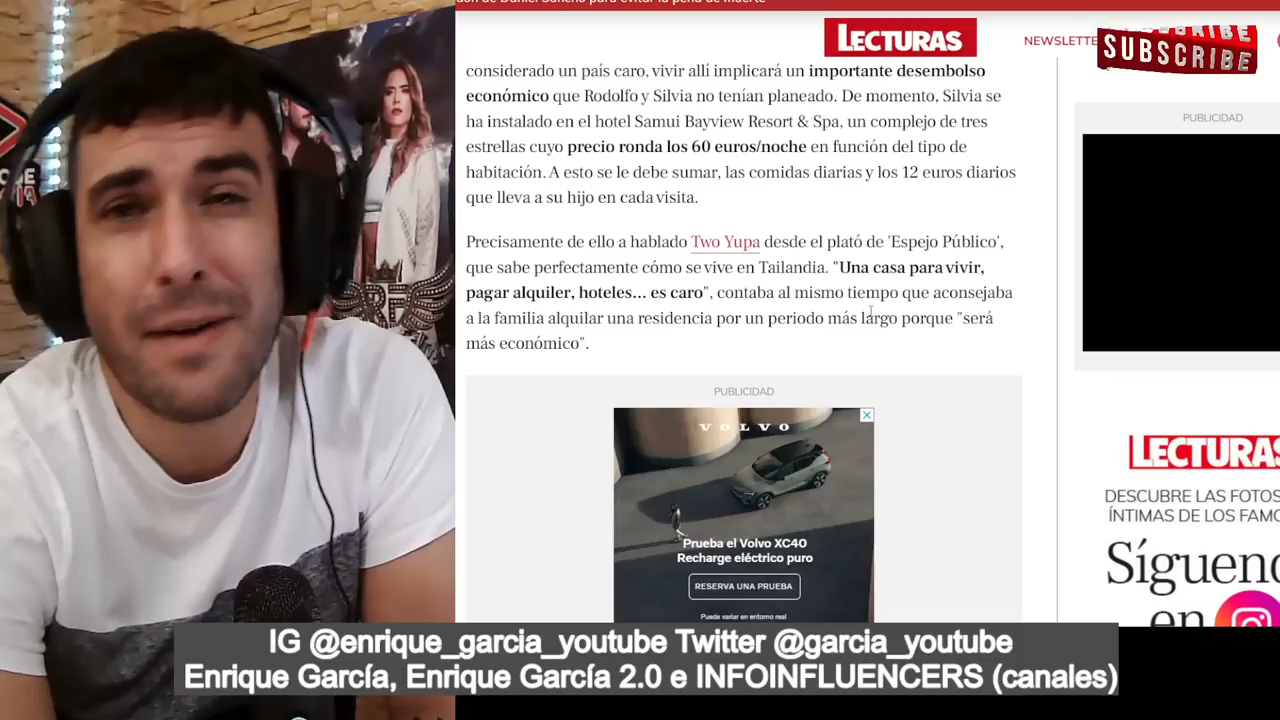 LECTURAS
NEWSLETTE
SUBSCRIBE
considerado un país caro, vivir allí implicará un importante desembolso
económico que Rodolfo y Silvia no tenían planeado. De momento, Silvia se
ha instalado en el hotel Samui Bayview Resort & Spa, un complejo de tres
estrellas cuyo precio ronda los 60 euros/noche en función del tipo de
habitación. A esto se le debe sumar, las comidas diarias y los 12 euros diarios
que lleva a su hijo en cada visita.
Precisamente de ello a hablado Two Yupa desde el plató de 'Espejo Público',
que sabe perfectamente cómo se vive en Tailandia. "Una casa para vivir,
pagar alquiler, hoteles... es caro", contaba al mismo tiempo que aconsejaba
a la familia alquilar una residencia por un periodo más largo porque "será
más económico".
PUBLICIDAD
VOLVO
Prueba el Volvo XC40
Recharge eléctrico puro
RESERVA UNA PRUEBA
Puede variar en entorno real
PUBLICIDAD
LECTURAS
DESCUBRE LAS FOTOS
ÍNTIMAS DE LOS FAMO
Síguenos
en
IG @enrique_garcia_youtube Twitter @garcia_youtube
Enrique García, Enrique García 2.0 e INFOINFLUENCERS (canales)